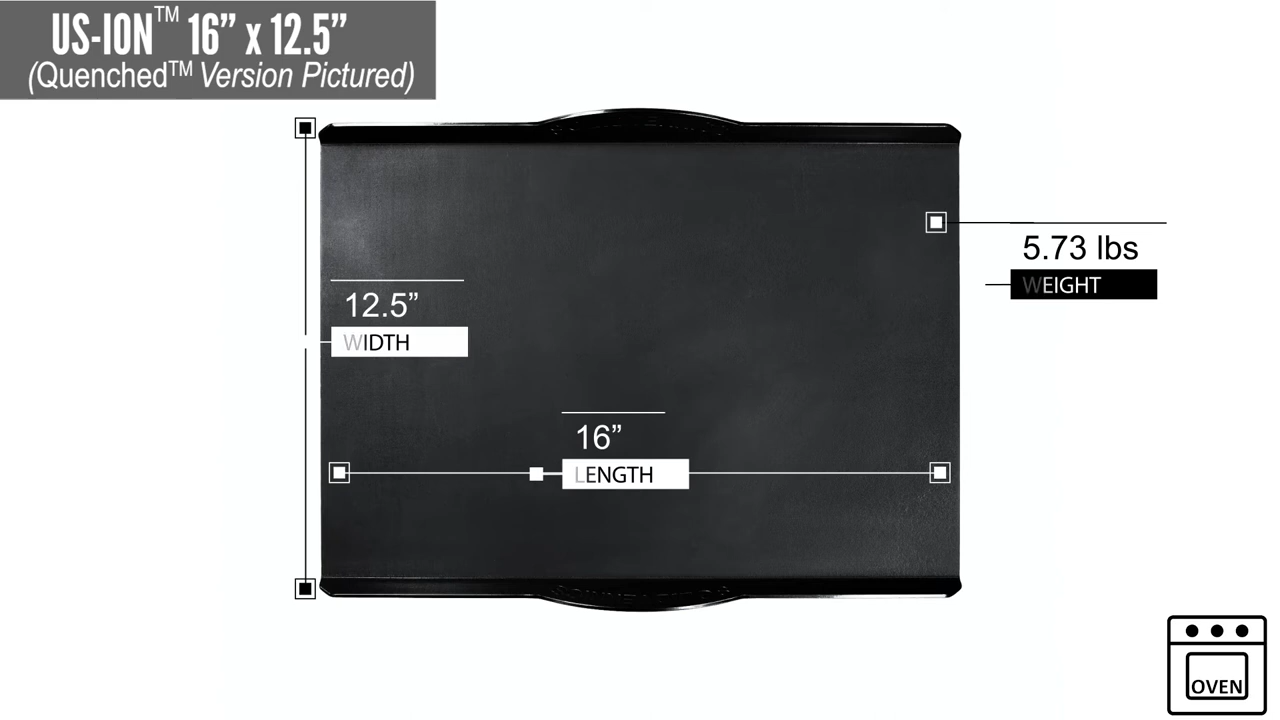 US-ION™ 16” x 12.5”
(Quenched™ Version Pictured)
5.73 lbs
WEIGHT
12.5”
WIDTH
16”
LENGTH
OVEN